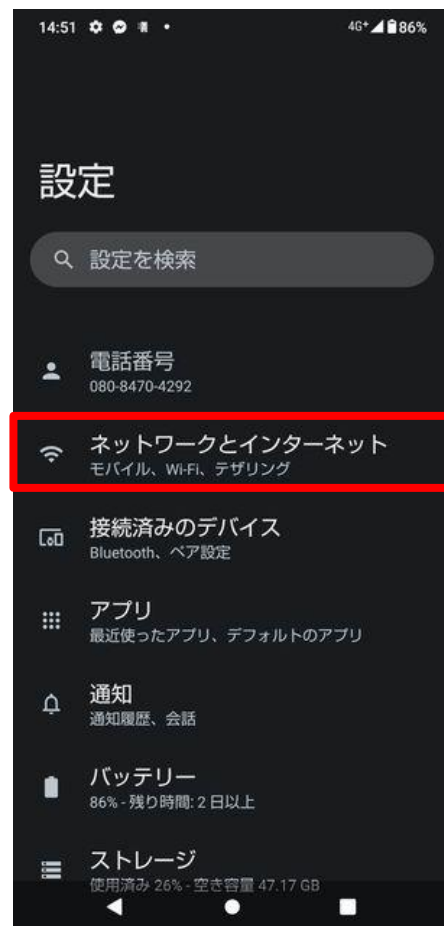 14:51 4G+ 86%
設定
設定を検索
電話番号
080-8470-4292
ネットワークとインターネット
モバイル、Wi-Fi、テザリング
接続済みのデバイス
Bluetooth、ペア設定
アプリ
最近使ったアプリ、デフォルトのアプリ
通知
通知履歴、会話
バッテリー
86% - 残り時間: 2 日以上
ストレージ
使用済み 26% - 空き容量 47.17 GB